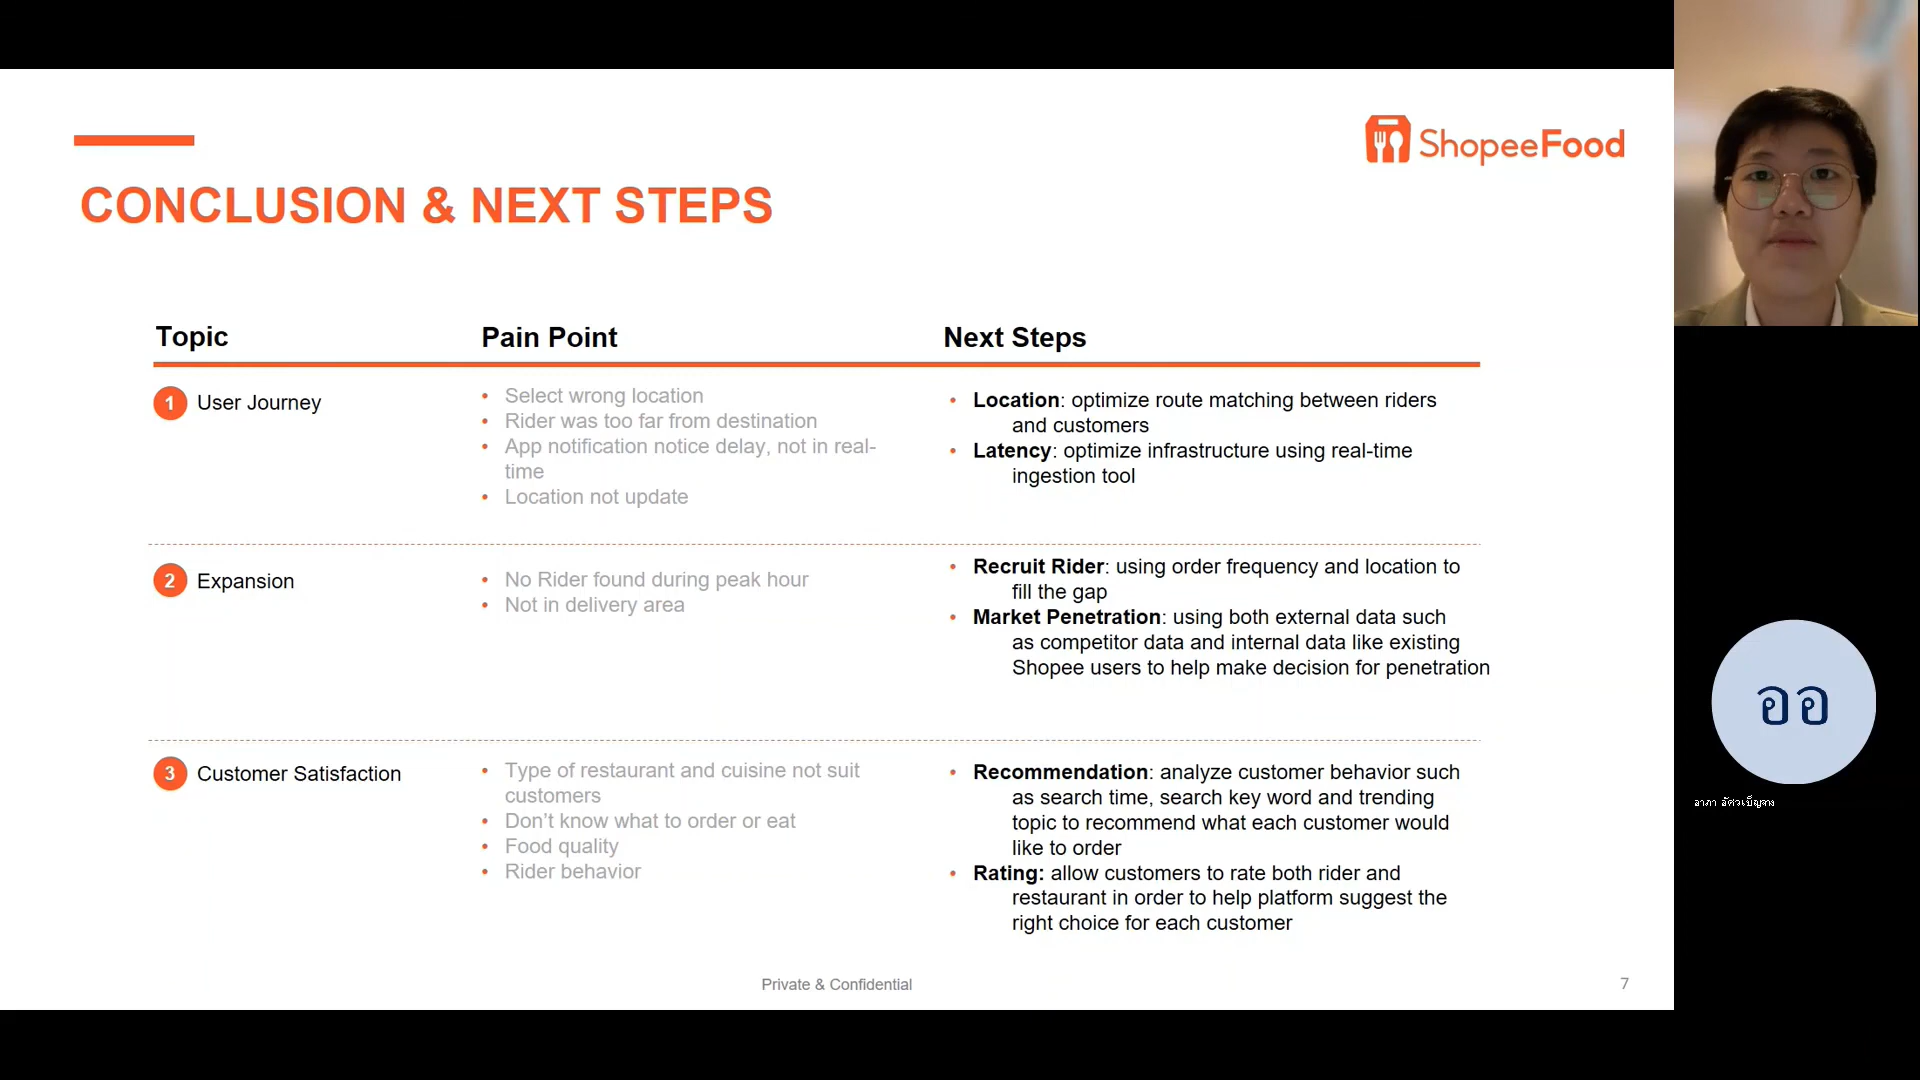 ShopeeFood
CONCLUSION & NEXT STEPS
Topic
Pain Point
Next Steps
1
User Journey
• Select wrong location
• Rider was too far from destination
• App notification notice delay, not in real-
time
• Location not update
• Location: optimize route matching between riders
and customers
• Latency: optimize infrastructure using real-time
ingestion tool
2
Expansion
• No Rider found during peak hour
• Not in delivery area
• Recruit Rider: using order frequency and location to
fill the gap
• Market Penetration: using both external data such
as competitor data and internal data like existing
Shopee users to help make decision for penetration
3
Customer Satisfaction
• Type of restaurant and cuisine not suit
customers
• Don’t know what to order or eat
• Food quality
• Rider behavior
• Recommendation: analyze customer behavior such
as search time, search key word and trending
topic to recommend what each customer would
like to order
• Rating: allow customers to rate both rider and
restaurant in order to help platform suggest the
right choice for each customer
Private & Confidential
7
ออ
อาภา